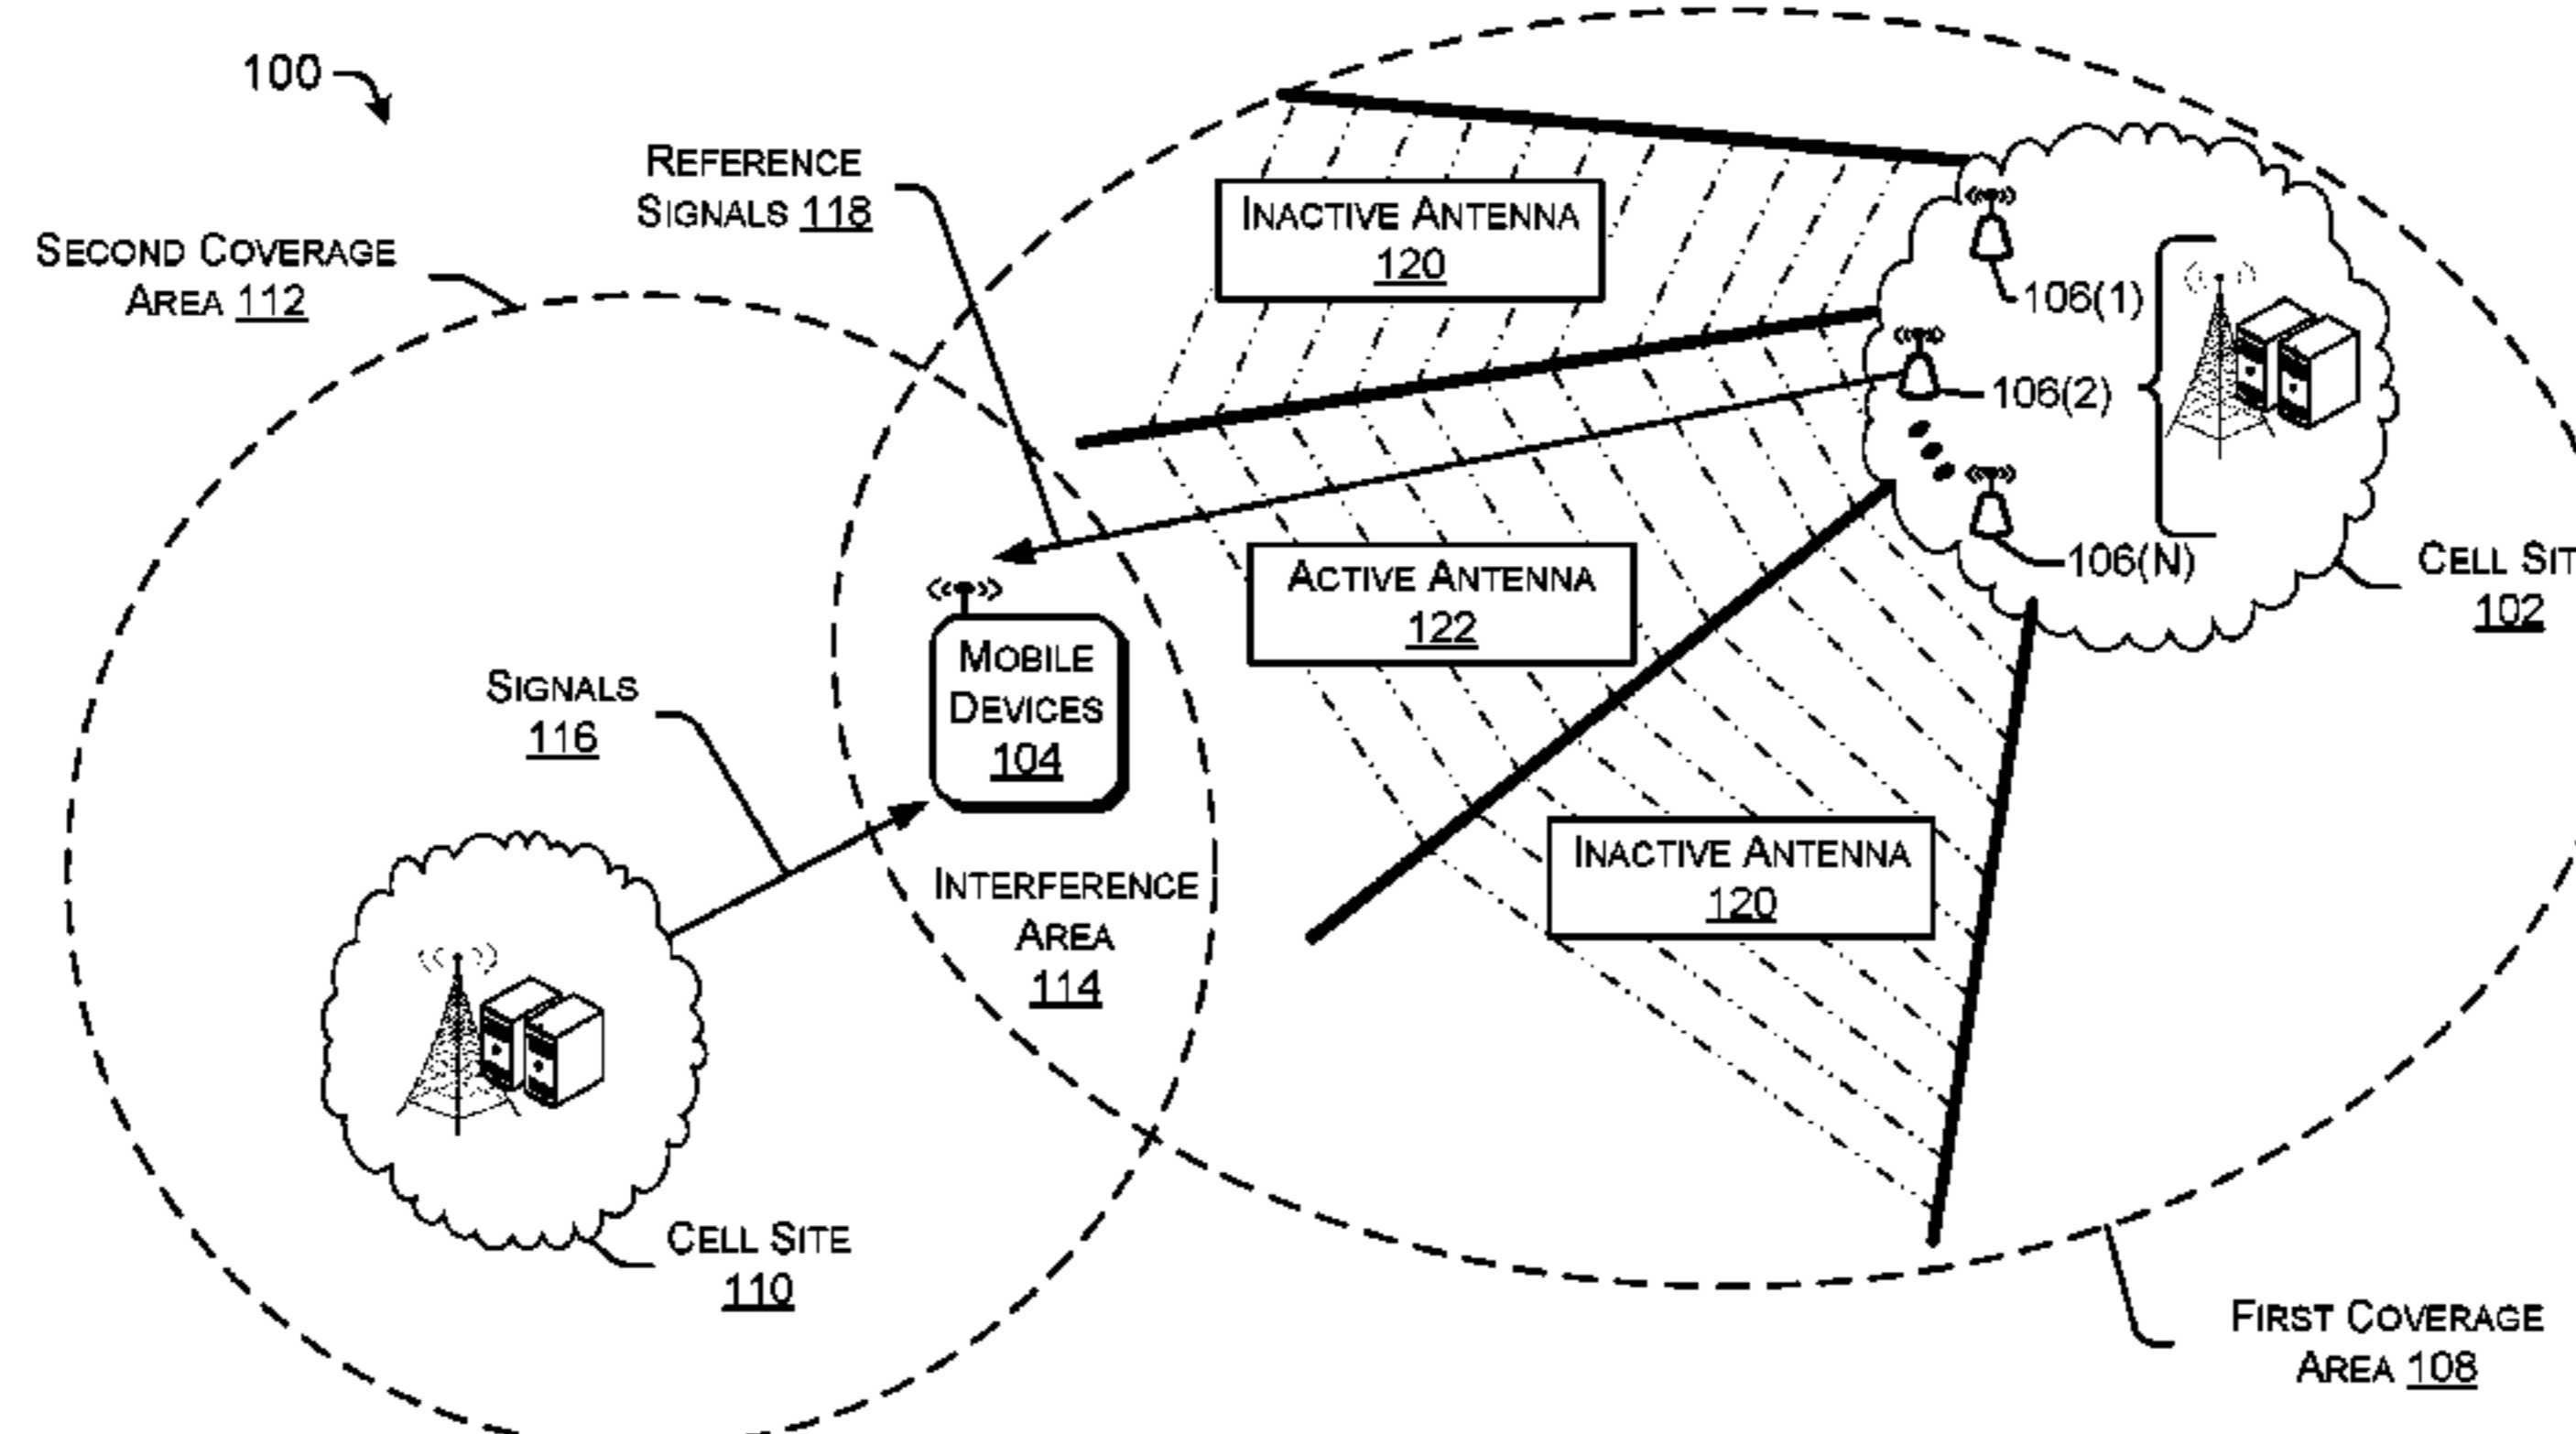 100
REFERENCE
SIGNALS 118
SECOND COVERAGE
AREA 112
INACTIVE ANTENNA
120
106(1)
106(2)
106(N)
CELL SIT
102
ACTIVE ANTENNA
122
MOBILE
DEVICES
104
SIGNALS
116
INACTIVE ANTENNA
120
INTERFERENCE
AREA
114
CELL SITE
110
FIRST COVERAGE
AREA 108